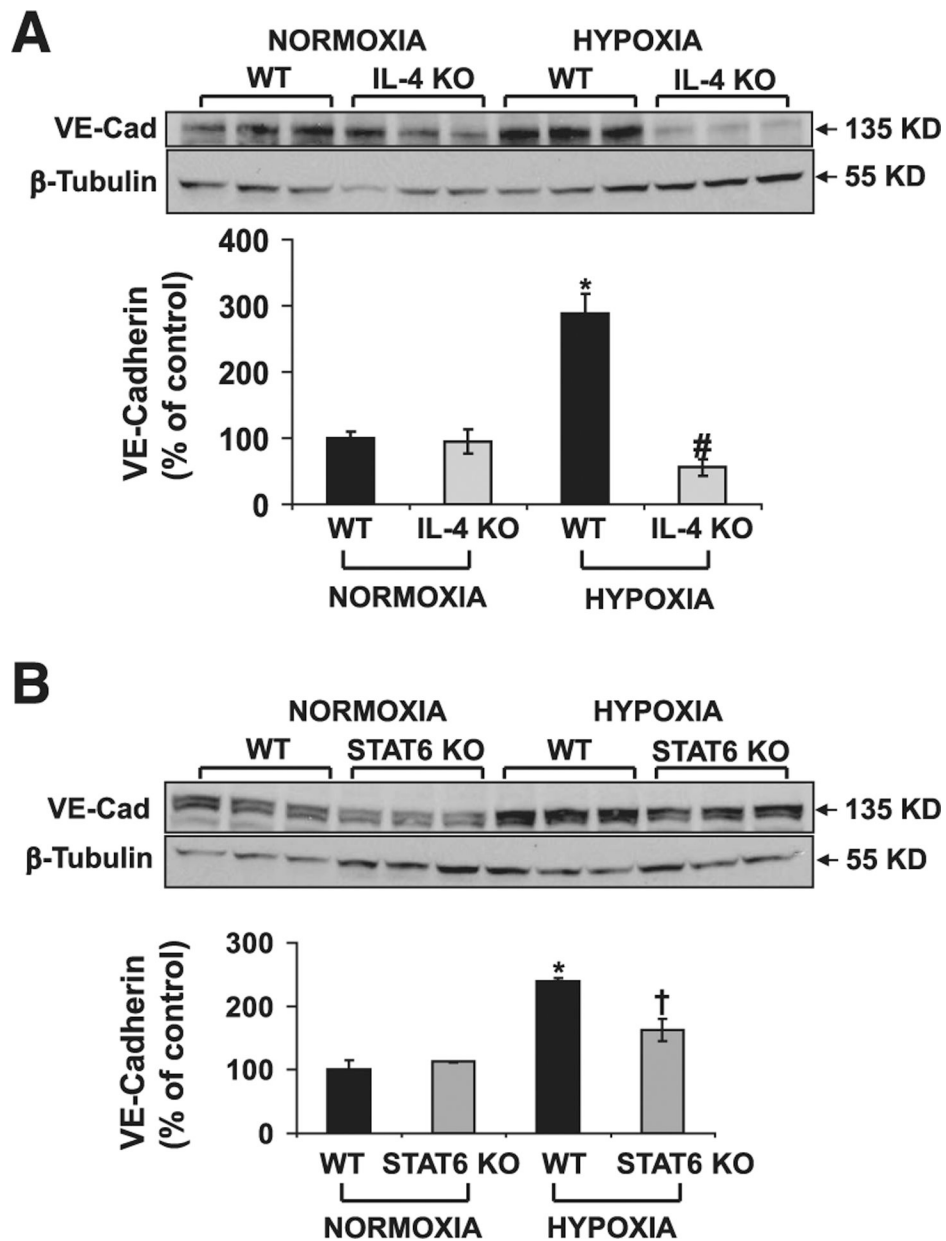 A
NORMOXIA HYPOXIA
WT IL-4 KO WT IL-4 KO
VE-Cad 135 KD
β-Tubulin 55 KD
VE-Cadherin
(% of control)
400
300
200
100
0
*
#
WT IL-4 KO WT IL-4 KO
NORMOXIA HYPOXIA
B
NORMOXIA HYPOXIA
WT STAT6 KO WT STAT6 KO
VE-Cad 135 KD
β-Tubulin 55 KD
VE-Cadherin
(% of control)
300
200
100
0
*
†
WT STAT6 KO WT STAT6 KO
NORMOXIA HYPOXIA